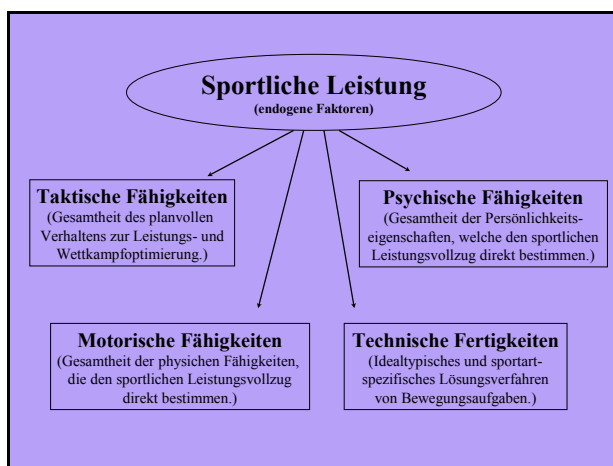 Sportliche Leistung
(endogene Faktoren)
Taktische Fähigkeiten
(Gesamtheit des planvollen
Verhaltens zur Leistungs- und
Wettkampfoptimierung.)
Psychische Fähigkeiten
(Gesamtheit der Persönlichkeits-
eigenschaften, welche den sportlichen
Leistungsvollzug direkt bestimmen.)
Motorische Fähigkeiten
(Gesamtheit der physichen Fähigkeiten,
die den sportlichen Leistungsvollzug
direkt bestimmen.)
Technische Fertigkeiten
(Idealtypisches und sportart-
spezifisches Lösungsverfahren
von Bewegungsaufgaben.)